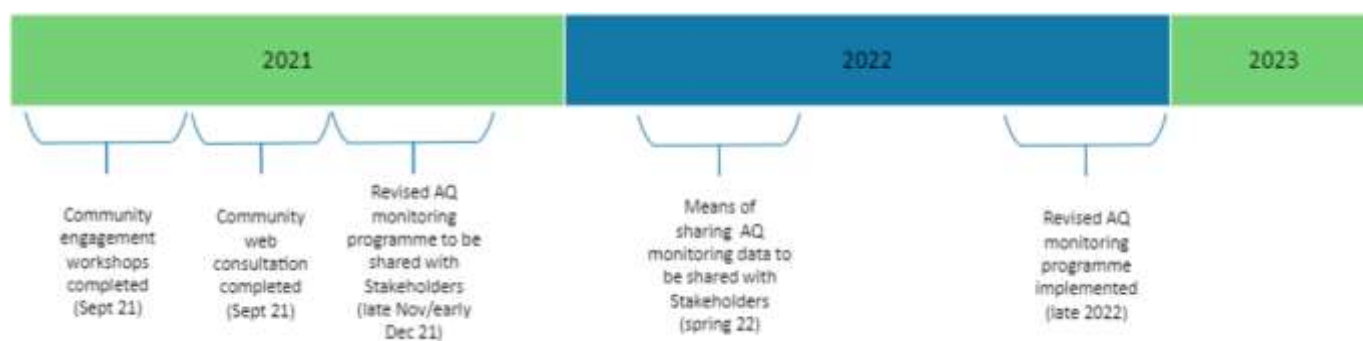 2021
2022
2023
Community
engagement
workshops
completed
(Sept 21)
Community
web
consultation
completed
(Sept 21)
Revised AQ
monitoring
programme to be
shared with
Stakeholders
(late Nov/early
Dec 21)
Means of
sharing AQ
monitoring data to
be shared with
Stakeholders
(spring 22)
Revised AQ
monitoring
programme
implemented
(late 2022)